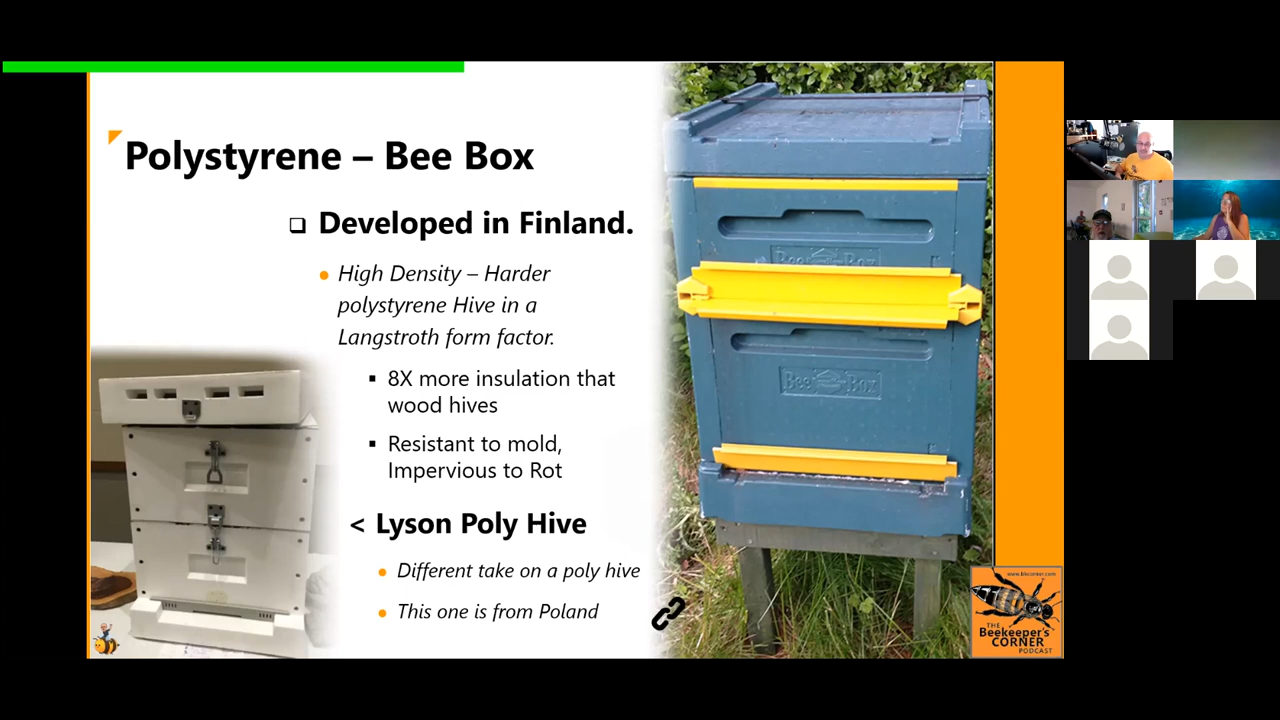 Polystyrene – Bee Box
Developed in Finland.
High Density – Harder
polystyrene Hive in a
Langstroth form factor.
8X more insulation that
wood hives
Resistant to mold,
Impervious to Rot
< Lyson Poly Hive
Different take on a poly hive
This one is from Poland
Bee Box
Bee Box
www.bkcorner.com
THE
Beekeeper's
CORNER
PODCAST